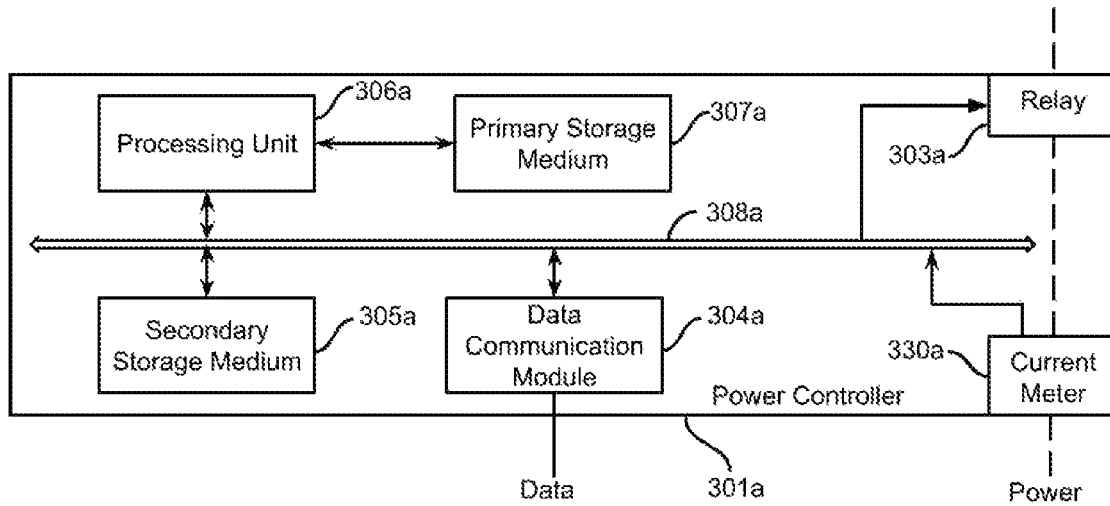 306a
Processing Unit
Primary Storage
Medium
307a
Relay
303a
308a
Secondary
Storage Medium
305a
Data
Communication
Module
304a
330a
Current
Meter
Power Controller
Data
301a
Power